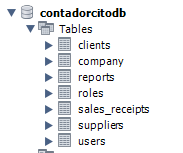 contadorcitodb
Tables
clients
company
reports
roles
sales_receipts
suppliers
users